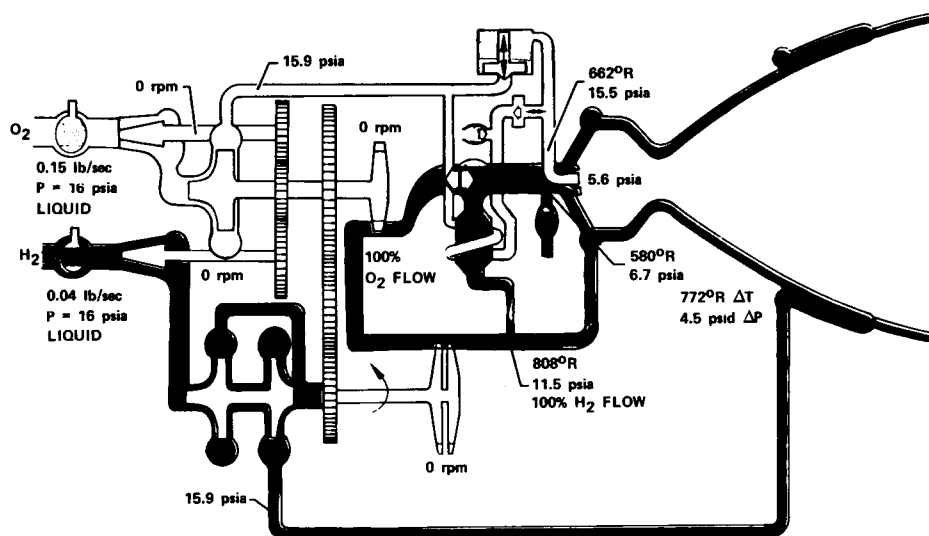 15.9 psia
0 rpm
O2
0.15 lb/sec
P = 16 psia
LIQUID
0 rpm
662°R
15.5 psia
5.6 psia
H2
0 rpm
0.04 lb/sec
P = 16 psia
LIQUID
100%
O2 FLOW
580°R
6.7 psia
772°R ΔT
4.5 psid ΔP
808°R
11.5 psia
100% H2 FLOW
0 rpm
15.9 psia